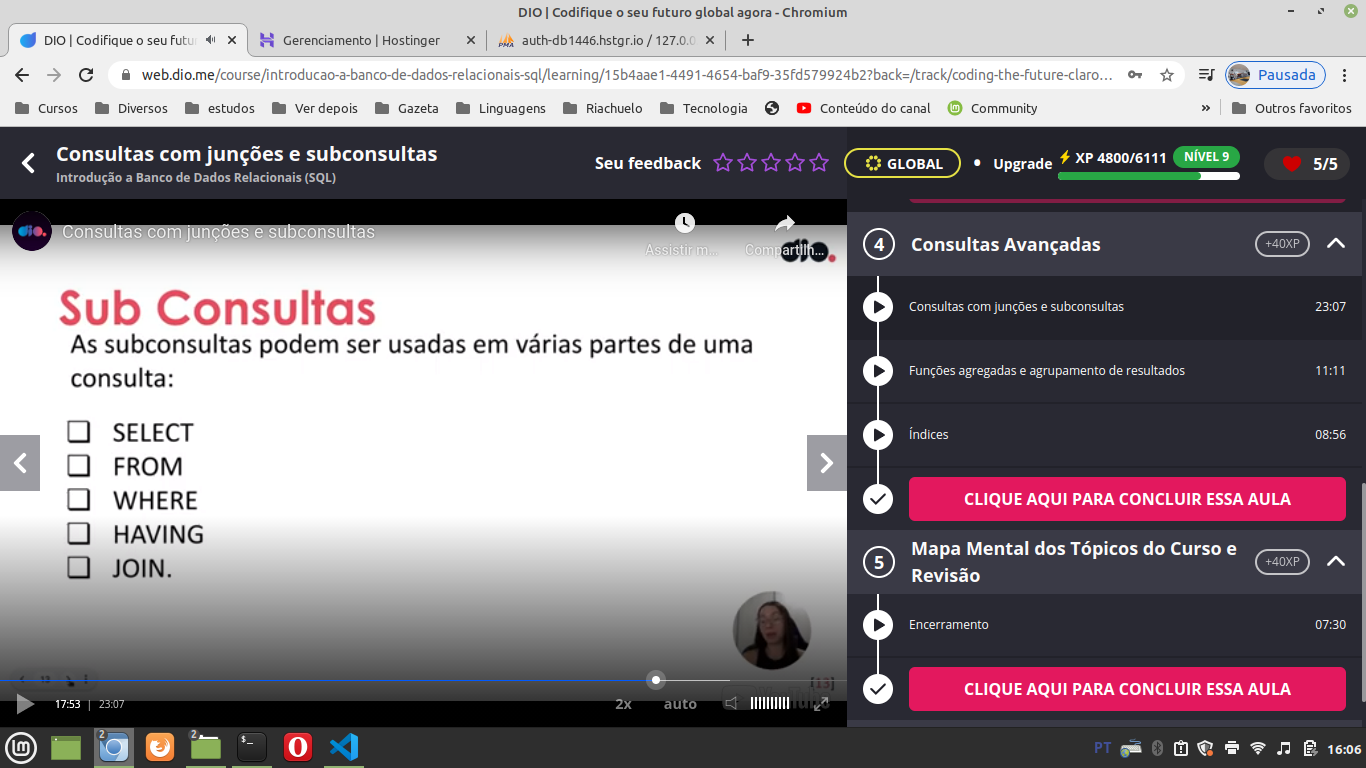 DIO | Codifique o seu futuro global agora - Chromium
DIO | Codifique o seu futu
Gerenciamento | Hostinger
auth-db1446.hstgr.io / 127.0.0
web.dio.me/course/introducao-a-banco-de-dados-relacionais-sql/learning/15b4aae1-4491-4654-baf9-35fd579924b2?back=/track/coding-the-future-claro...
Pausada
Cursos
Diversos
estudos
Ver depois
Gazeta
Linguagens
Riachuelo
Tecnologia
Conteúdo do canal
Community
»
Outros favoritos
Consultas com junções e subconsultas
Introdução a Banco de Dados Relacionais (SQL)
Seu feedback
GLOBAL
• Upgrade
XP 4800/6111
NÍVEL 9
5/5
dio.
Consultas com junções e subconsultas
Assistir m...
Compartilh...
dio.
Sub Consultas
As subconsultas podem ser usadas em várias partes de uma
consulta:
SELECT
FROM
WHERE
HAVING
JOIN.
[13]
17:53 | 23:07
2x
auto
4
Consultas Avançadas
+40XP
Consultas com junções e subconsultas
23:07
Funções agregadas e agrupamento de resultados
11:11
Índices
08:56
CLIQUE AQUI PARA CONCLUIR ESSA AULA
5
Mapa Mental dos Tópicos do Curso e
Revisão
+40XP
Encerramento
07:30
CLIQUE AQUI PARA CONCLUIR ESSA AULA
2
2
$_
PT
16:06